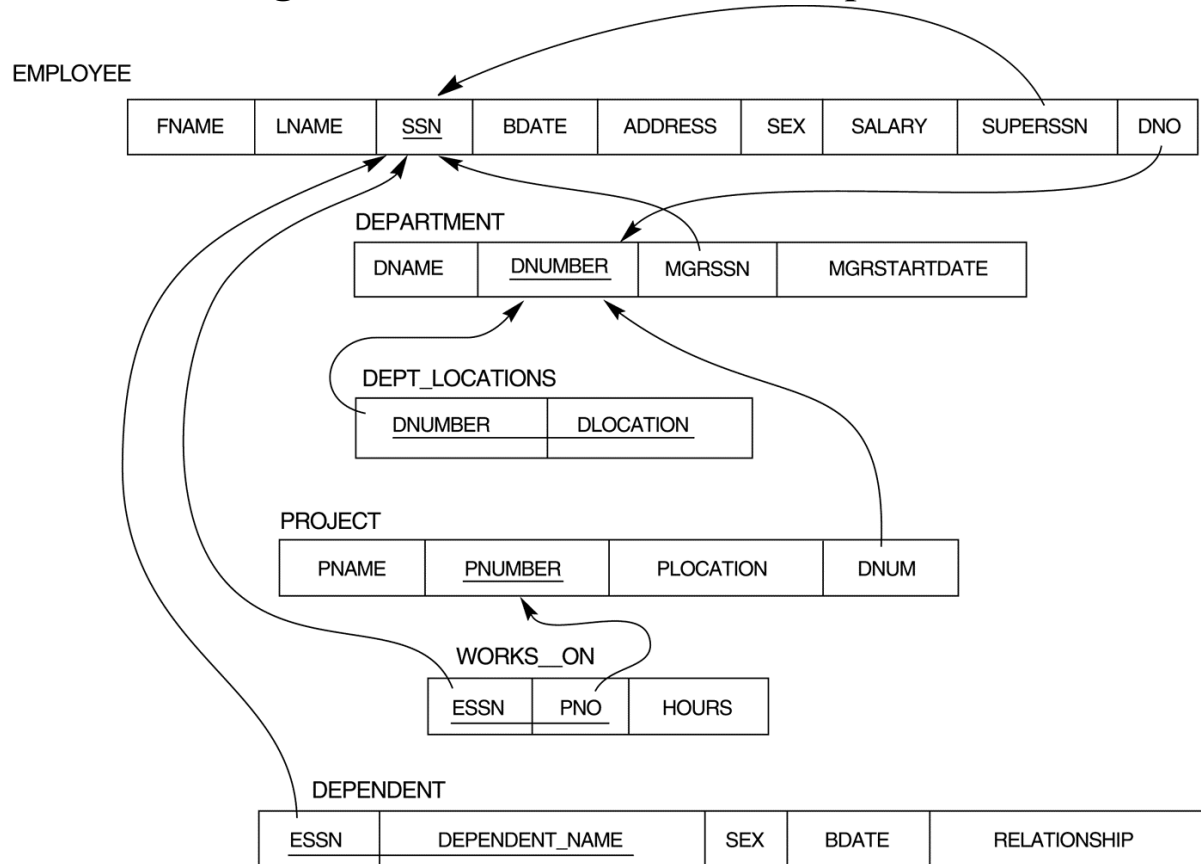 EMPLOYEE
FNAME LNAME SSN BDATE ADDRESS SEX SALARY SUPERSSN DNO
DEPARTMENT
DNAME DNUMBER MGRSSN MGRSTARTDATE
DEPT_LOCATIONS
DNUMBER DLOCATION
PROJECT
PNAME PNUMBER PLOCATION DNUM
WORKS__ON
ESSN PNO HOURS
DEPENDENT
ESSN DEPENDENT_NAME SEX BDATE RELATIONSHIP